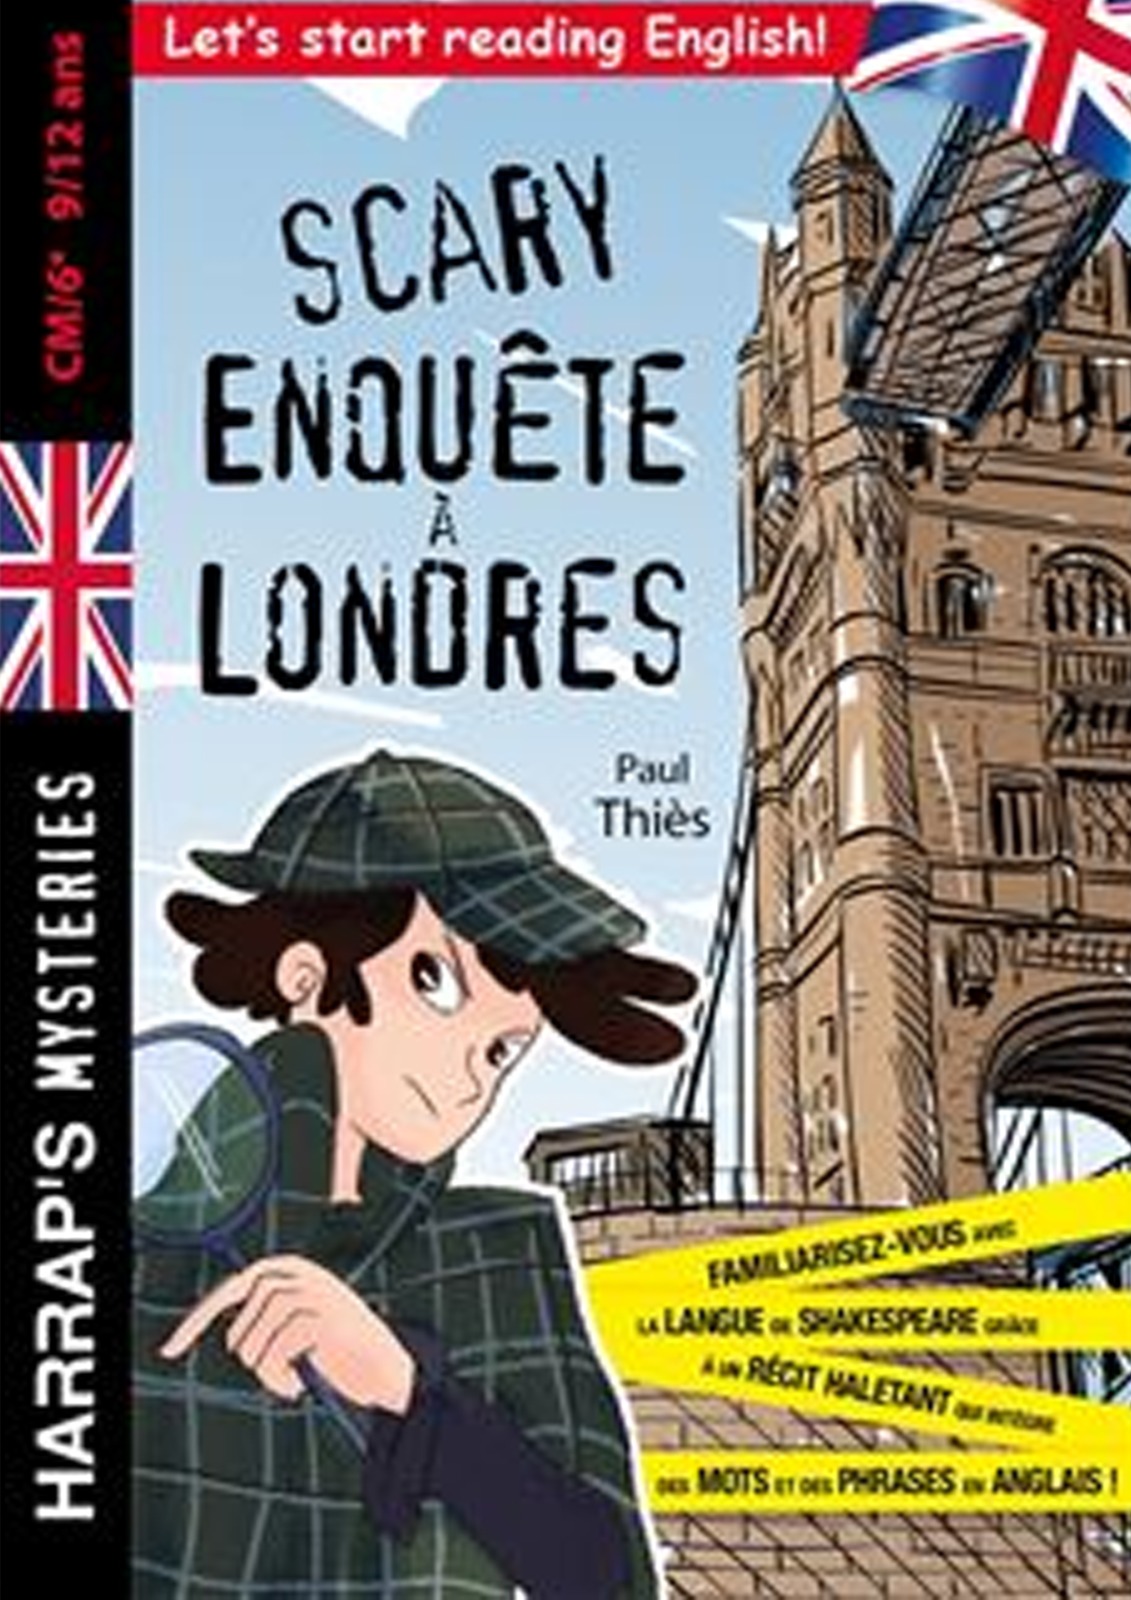 Let's start reading English!
CM/6e 9/12 ans
HARRAP'S MYSTERIES
SCARY
ENQUÊTE
À
LONDRES
Paul
Thiès
FAMILIARISEZ-VOUS AVEC
LA LANGUE DE SHAKESPEARE GRÂCE
À UN RÉCIT HALETANT QUI INTÈGRE
DES MOTS ET DES PHRASES EN ANGLAIS !